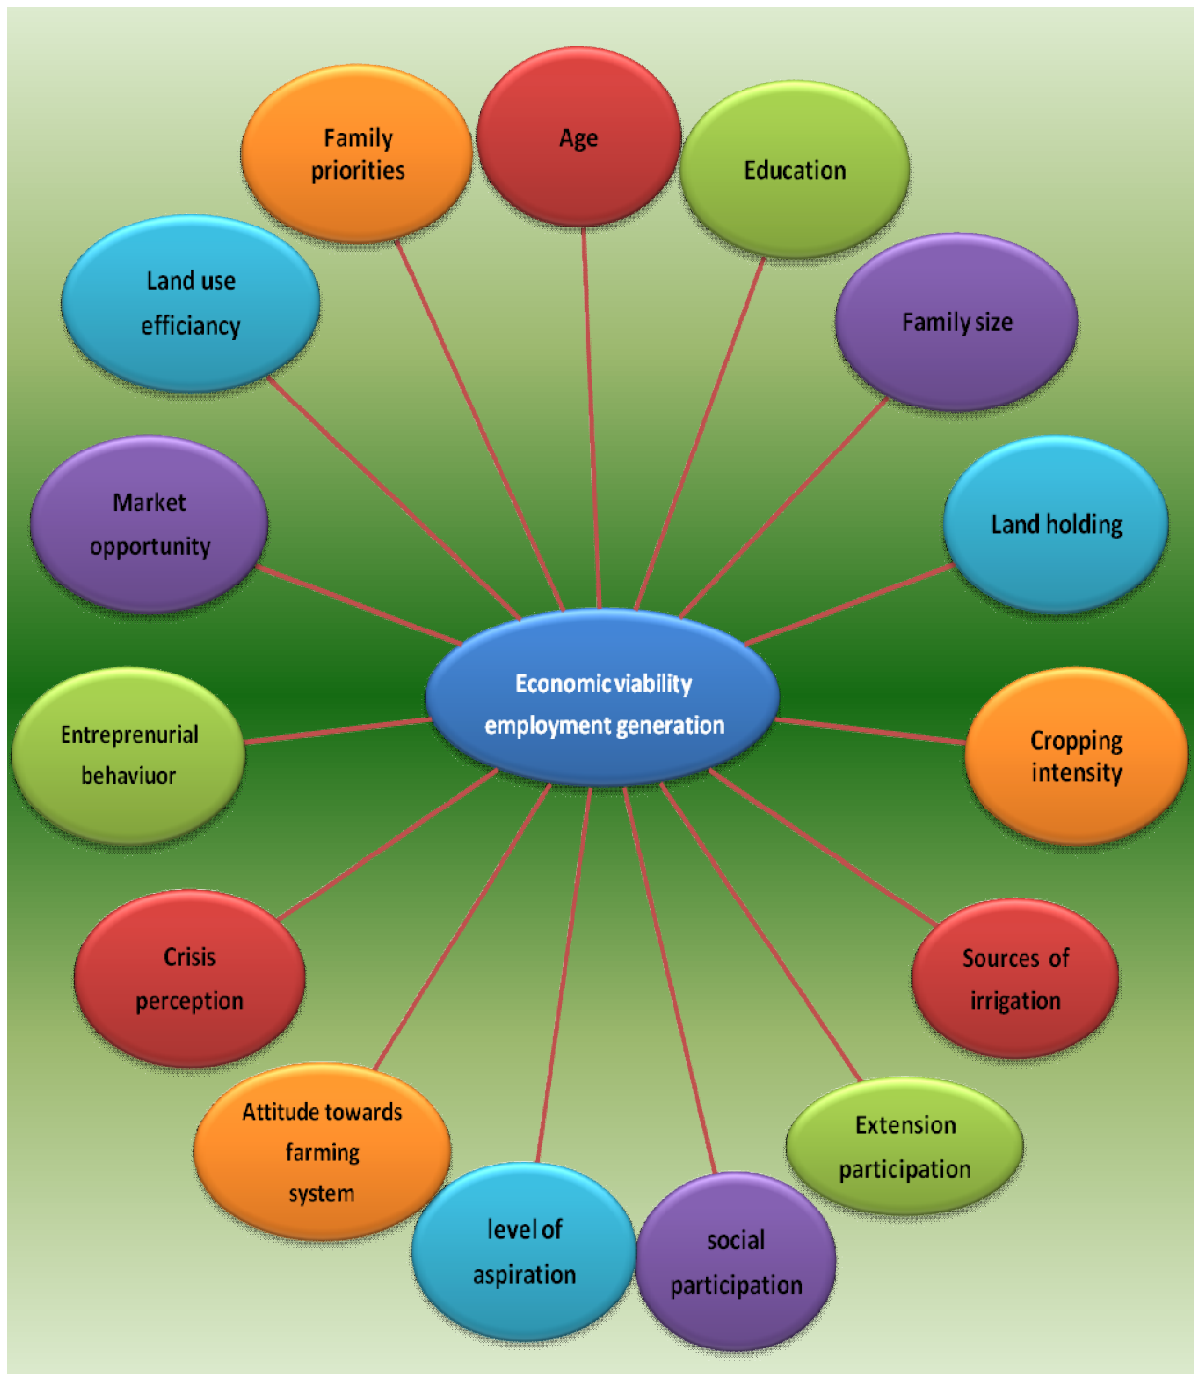 Family
priorities
Age
Education
Land use
efficiancy
Family size
Market
opportunity
Land holding
Economic viability
employment generation
Entreprenurial
behaviuor
Cropping
intensity
Crisis
perception
Sources of
irrigation
Attitude towards
farming
system
Extension
participation
level of
aspiration
social
participation